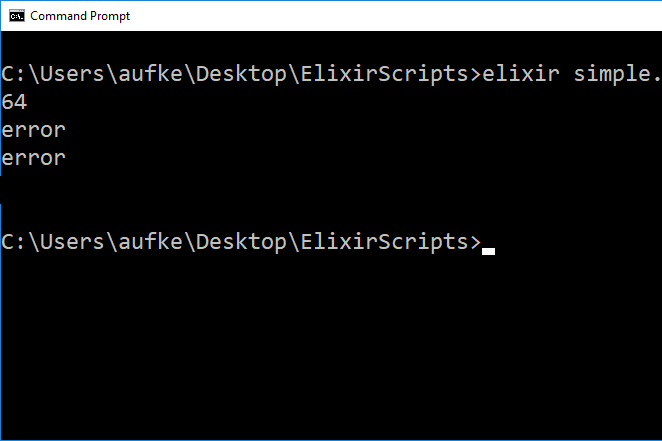 Command Prompt
C:\Users\aufke\Desktop\ElixirScripts>elixir simple.
64
error
error
C:\Users\aufke\Desktop\ElixirScripts>